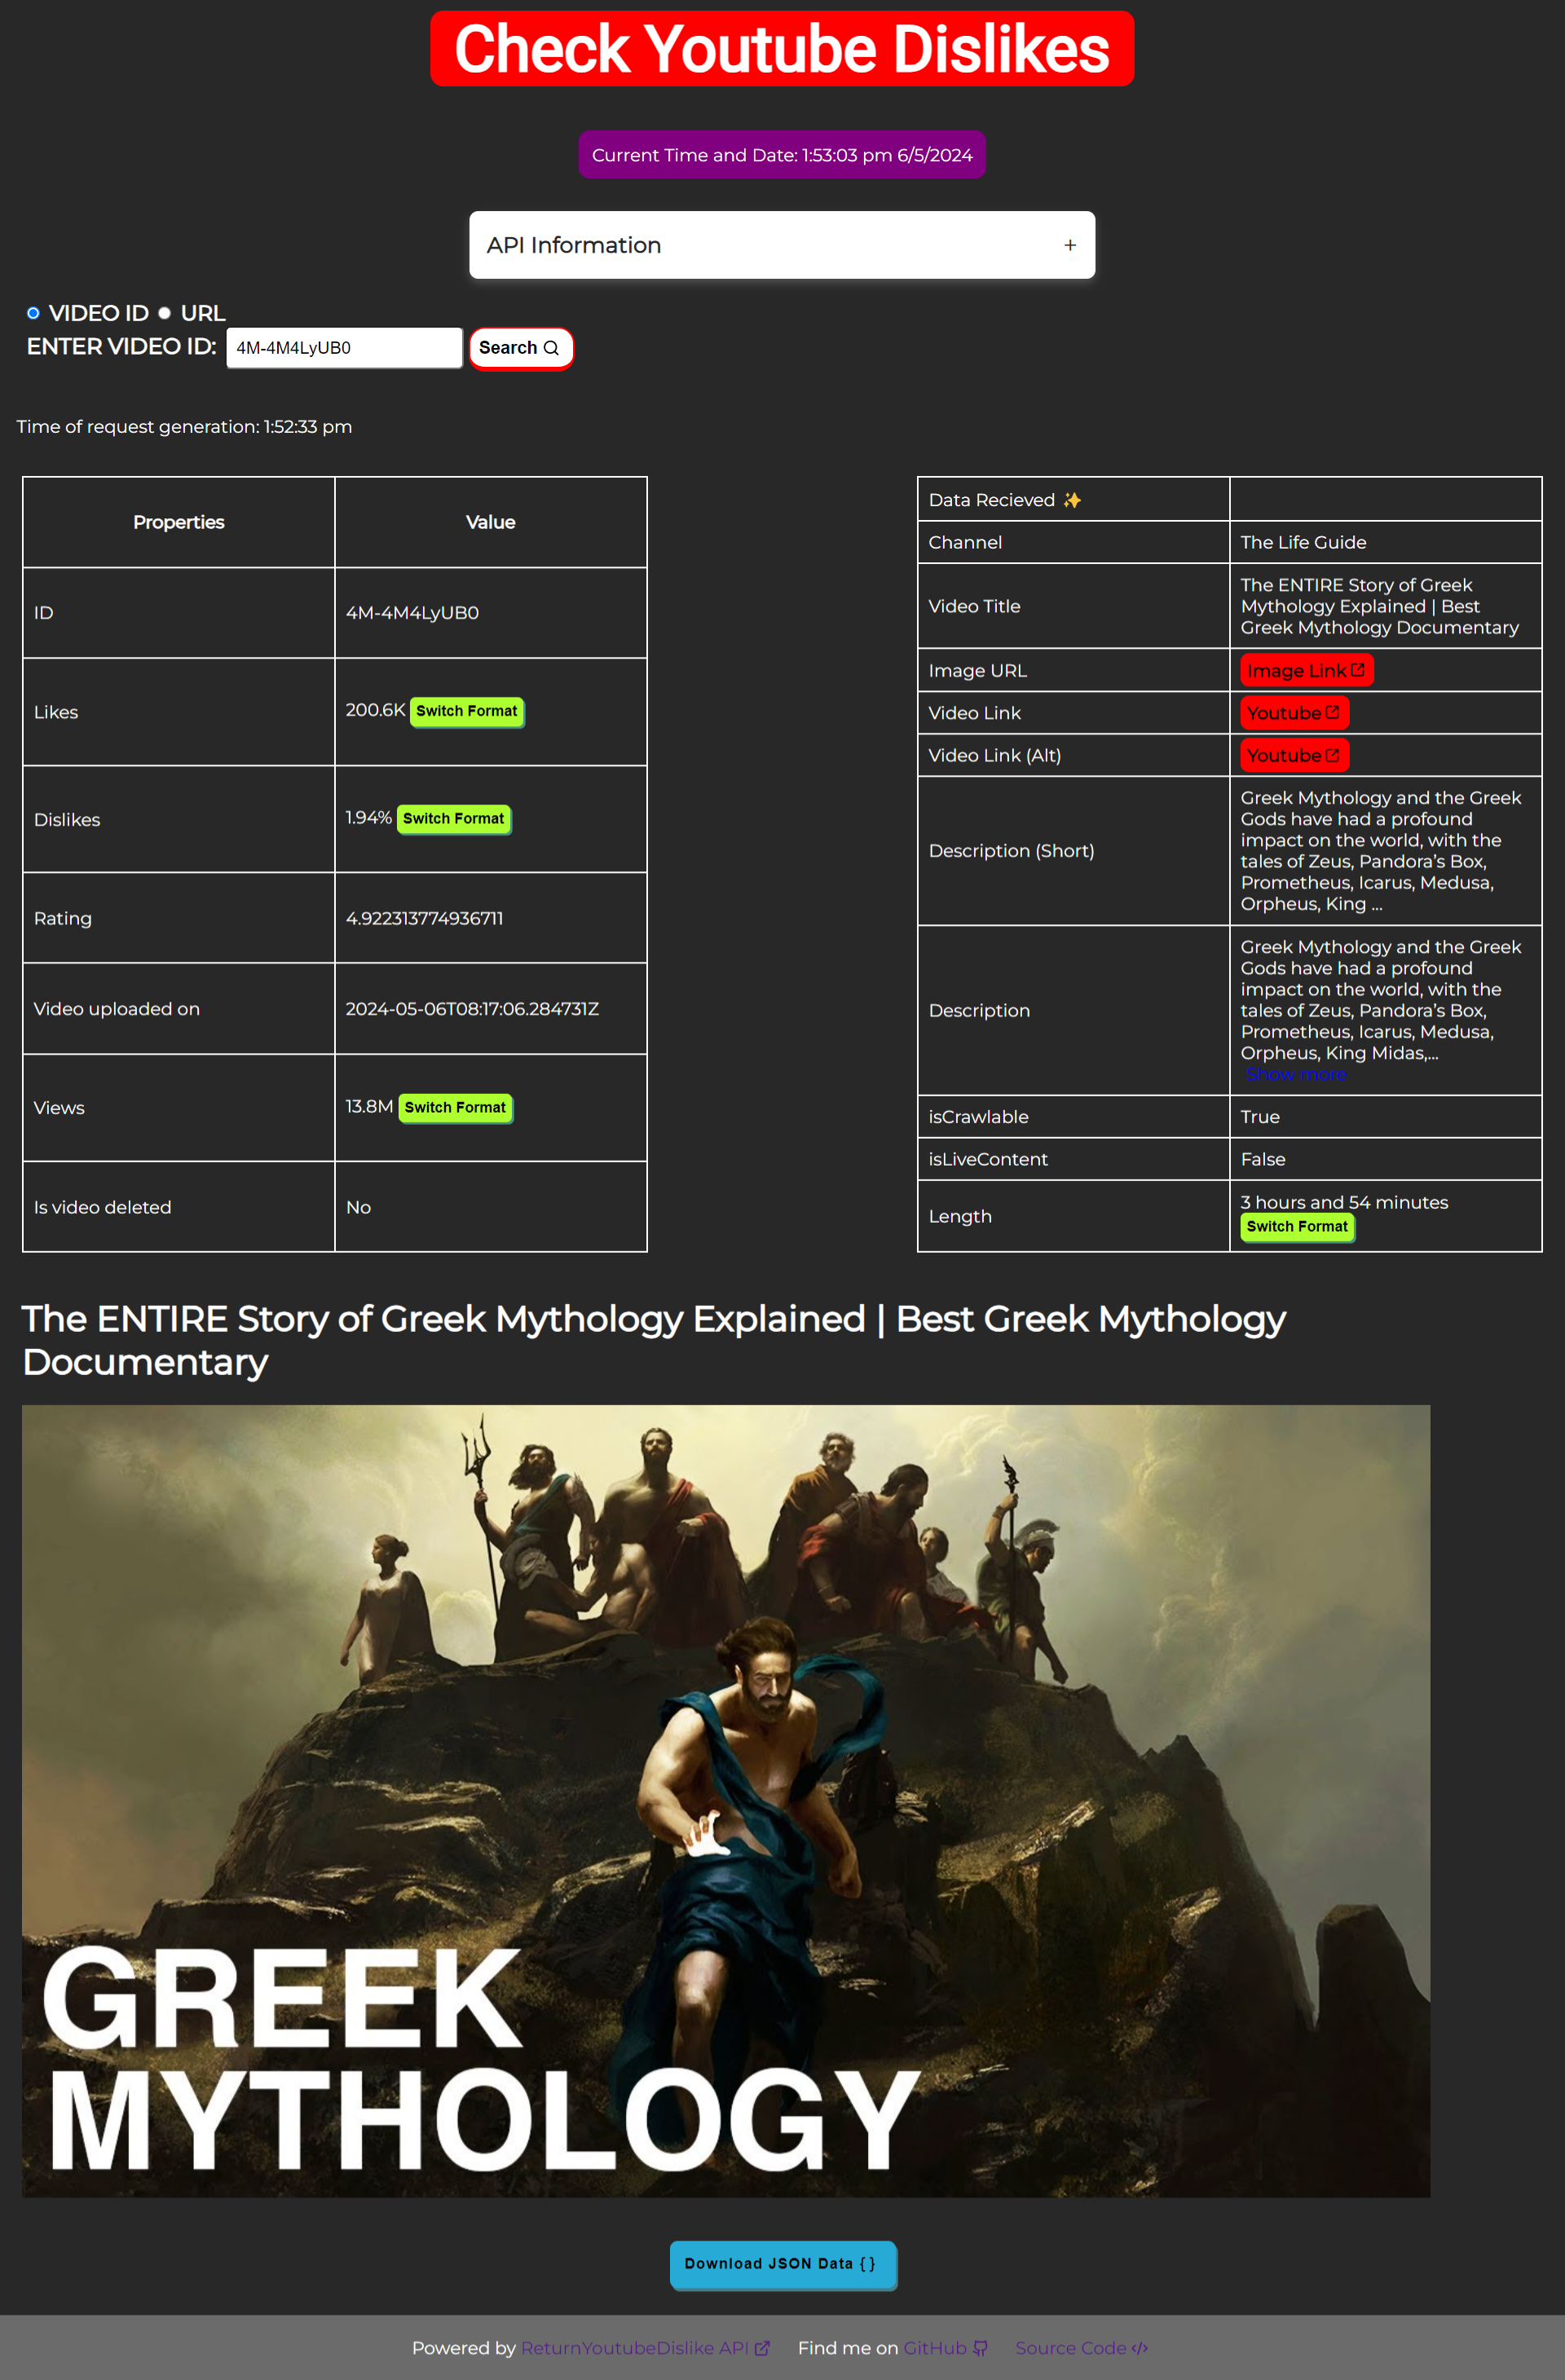 Check Youtube Dislikes
Current Time and Date: 1:53:03 pm 6/5/2024
API Information +
VIDEO ID URL
ENTER VIDEO ID: 4M-4M4LyUB0 Search
Time of request generation: 1:52:33 pm
Properties Value
ID 4M-4M4LyUB0
Likes 200.6K Switch Format
Dislikes 1.94% Switch Format
Rating 4.922313774936711
Video uploaded on 2024-05-06T08:17:06.284731Z
Views 13.8M Switch Format
Is video deleted No
Data Recieved ✨
Channel The Life Guide
Video Title
The ENTIRE Story of Greek
Mythology Explained | Best
Greek Mythology Documentary
Image URL Image Link
Video Link Youtube
Video Link (Alt) Youtube
Description (Short)
Greek Mythology and the Greek
Gods have had a profound
impact on the world, with the
tales of Zeus, Pandora’s Box,
Prometheus, Icarus, Medusa,
Orpheus, King ...
Description
Greek Mythology and the Greek
Gods have had a profound
impact on the world, with the
tales of Zeus, Pandora’s Box,
Prometheus, Icarus, Medusa,
Orpheus, King Midas,...
Show more
isCrawlable True
isLiveContent False
Length
3 hours and 54 minutes
Switch Format
The ENTIRE Story of Greek Mythology Explained | Best Greek Mythology
Documentary
GREEK
MYTHOLOGY
Download JSON Data {}
Powered by ReturnYoutubeDislike API Find me on GitHub Source Code </>